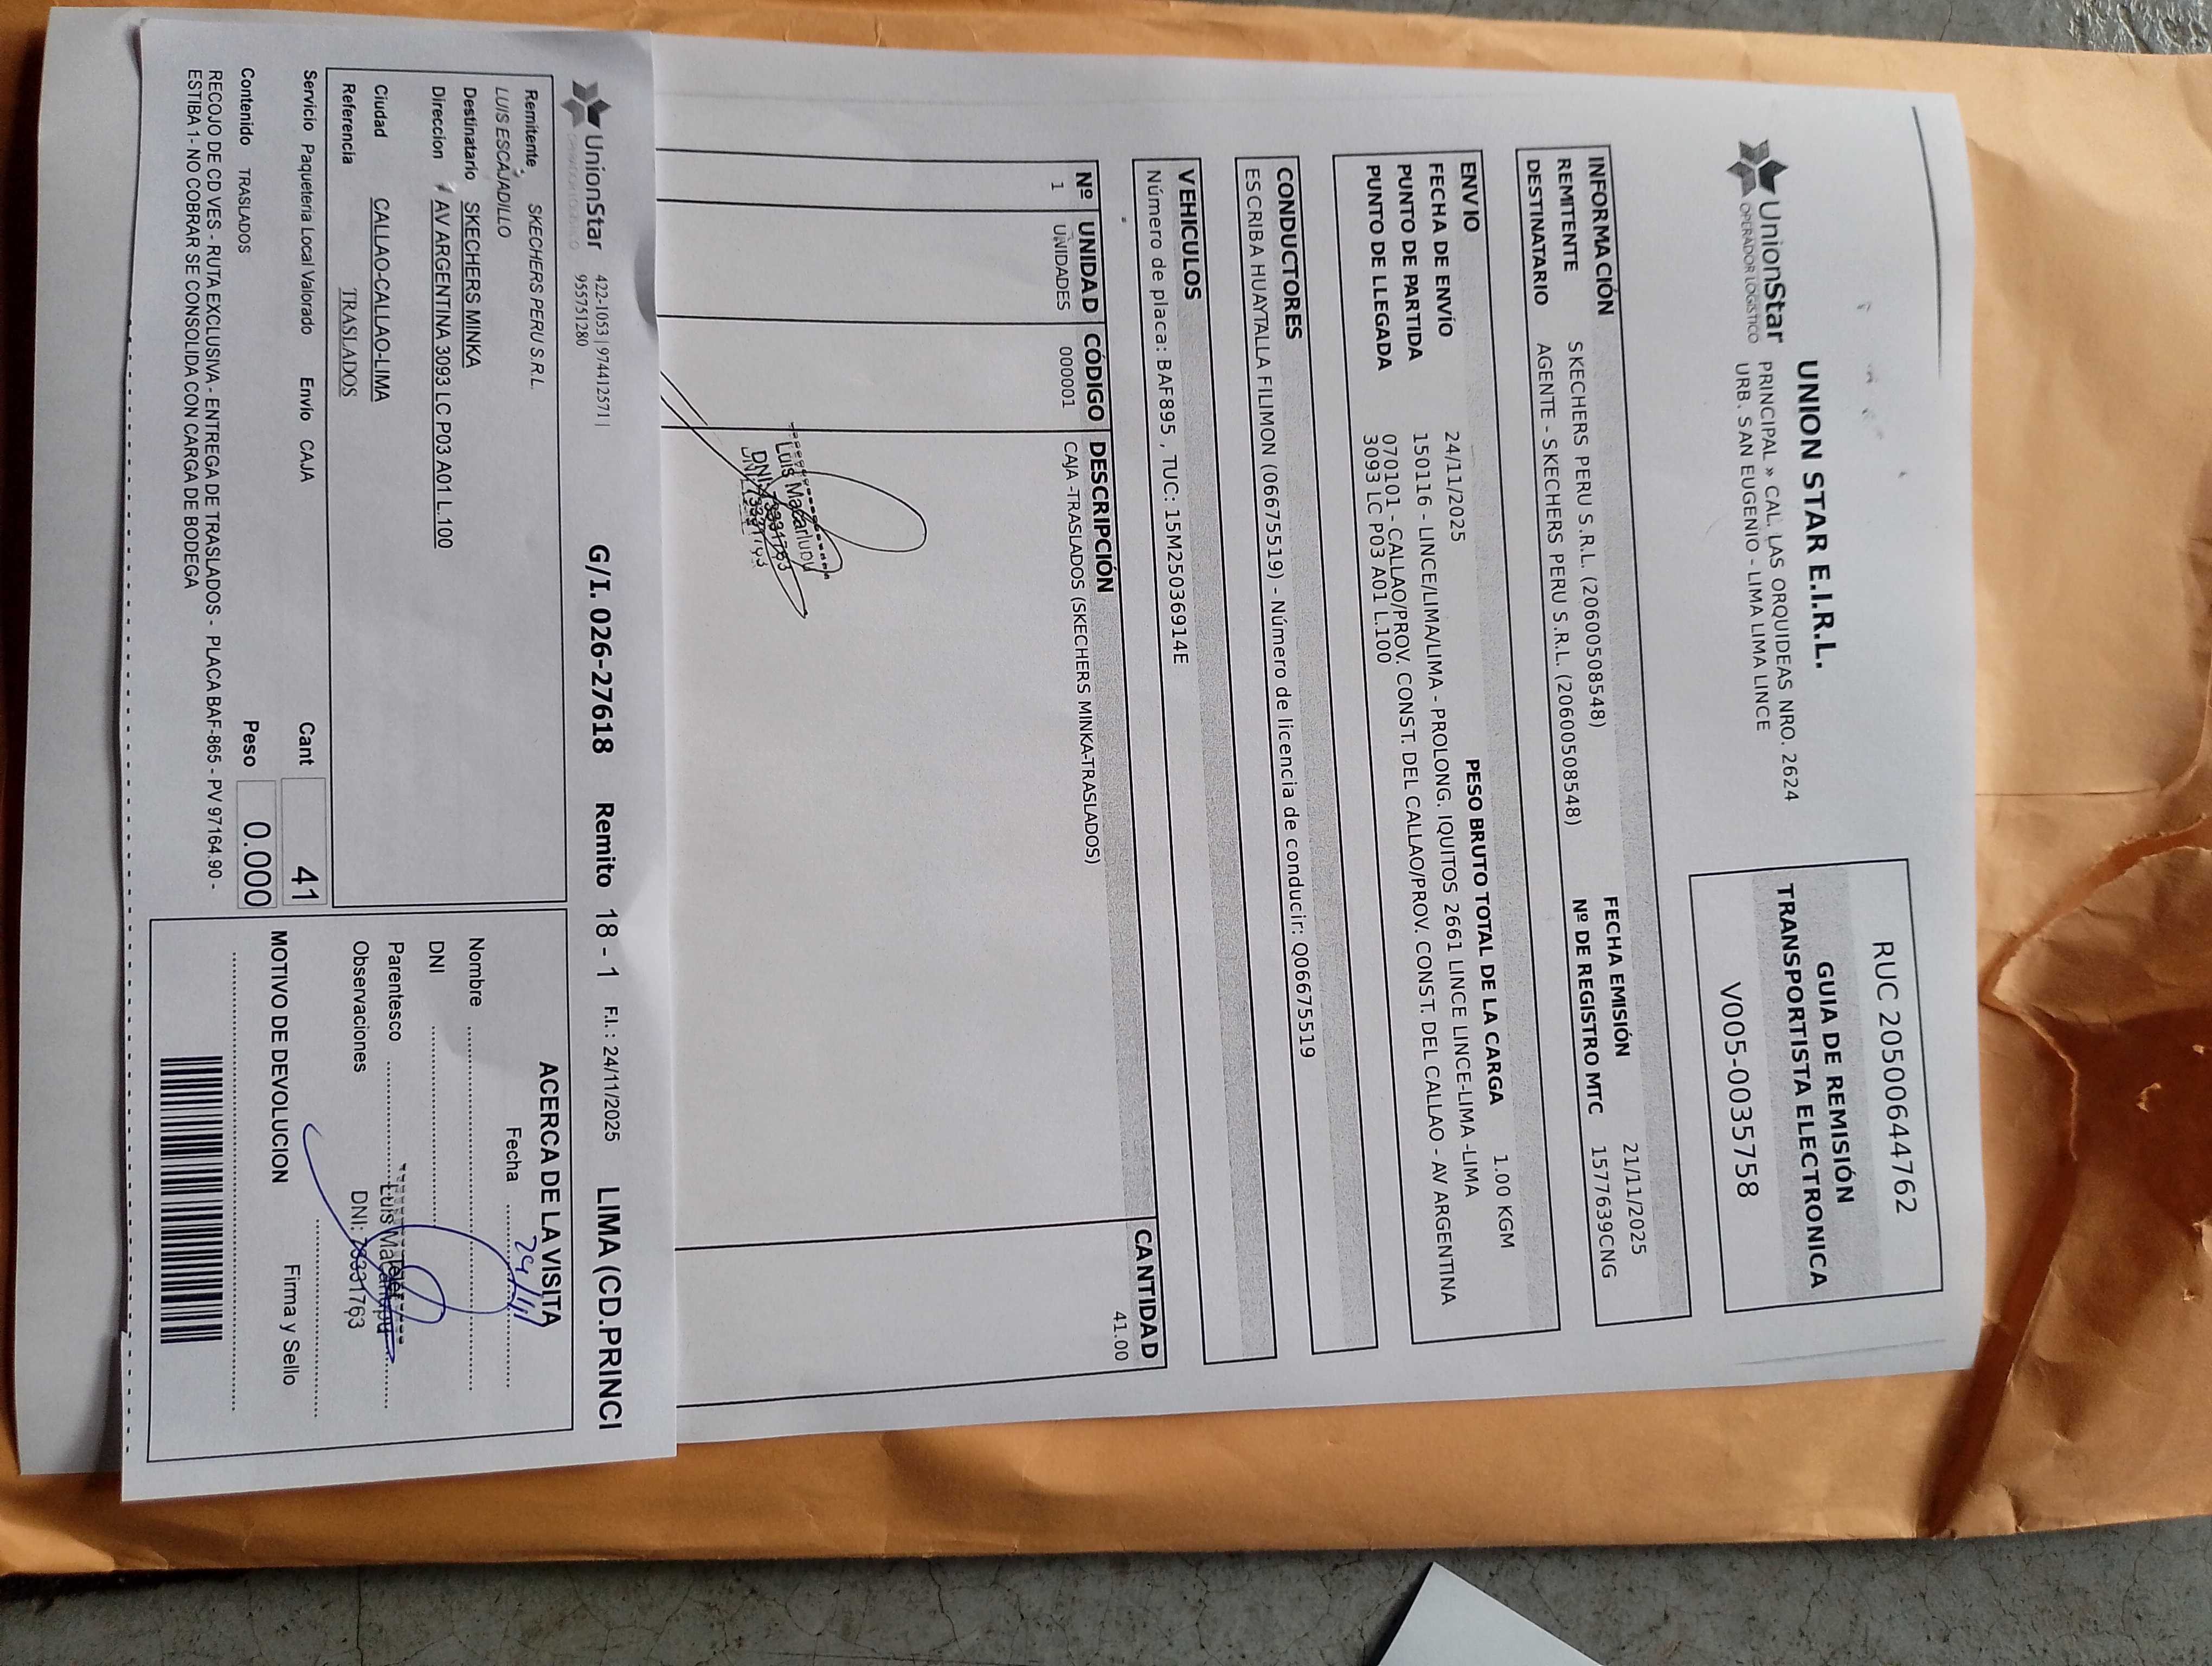 UnionStar
OPERADOR LOGISTICO
UNION STAR E.I.R.L.
PRINCIPAL » CAL. LAS ORQUIDEAS NRO. 2624
URB. SAN EUGENIO - LIMA LIMA LINCE
RUC 20500644762
GUIA DE REMISIÓN
TRANSPORTISTA ELECTRONICA
V005-0035758
INFORMACIÓN
REMITENTE SKECHERS PERU S.R.L. (20600508548)
DESTINATARIO AGENTE - SKECHERS PERU S.R.L. (20600508548)
FECHA EMISIÓN 21/11/2025
Nº DE REGISTRO MTC 1577639CNG
ENVIO
FECHA DE ENVÍO 24/11/2025
PESO BRUTO TOTAL DE LA CARGA 1.00 KGM
PUNTO DE PARTIDA 150116 - LINCE/LIMA/LIMA - PROLONG. IQUITOS 2661 LINCE LINCE-LIMA -LIMA
PUNTO DE LLEGADA 070101 - CALLAO/PROV. CONST. DEL CALLAO/PROV. CONST. DEL CALLAO - AV ARGENTINA
3093 LC P03 A01 L.100
CONDUCTORES
ESCRIBA HUAYTALLA FILIMON (06675519) - Número de licencia de conducir: Q06675519
VEHICULOS
Número de placa: BAF895 , TUC: 15M25036914E
Nº UNIDAD CÓDIGO DESCRIPCIÓN CANTIDAD
1 UNIDADES 000001 CAJA -TRASLADOS (SKECHERS MINKA-TRASLADOS) 41.00
Luis Macarlupu
DNI:
UnionStar
422-1053 | 974412571 |
955751280
G/I. 026-27618 Remito 18 - 1 F.I. : 24/11/2025 LIMA (CD.PRINCI
Remitente SKECHERS PERU S.R.L.
LUIS ESCAJADILLO
Destinatario SKECHERS MINKA
Direccion AV ARGENTINA 3093 LC P03 A01 L.100
Ciudad CALLAO-CALLAO-LIMA
Referencia TRASLADOS
Servicio Paqueteria Local Valorado Envio CAJA Cant 41
Contenido TRASLADOS Peso 0.000
RECOJO DE CD VES - RUTA EXCLUSIVA - ENTREGA DE TRASLADOS - PLACA BAF-865 - PV 97164.90 -
ESTIBA 1 - NO COBRAR SE CONSOLIDA CON CARGA DE BODEGA
ACERCA DE LA VISITA
Fecha 24/11
Nombre
DNI
Parentesco
Observaciones
Luis
DNI: 73331763
MOTIVO DE DEVOLUCION
Firma y Sello